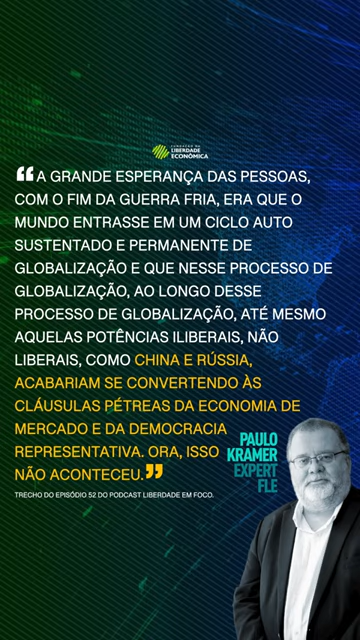 FUNDAÇÃO DA
LIBERDADE
ECONÔMICA
“A GRANDE ESPERANÇA DAS PESSOAS,
COM O FIM DA GUERRA FRIA, ERA QUE O
MUNDO ENTRASSE EM UM CICLO AUTO
SUSTENTADO E PERMANENTE DE
GLOBALIZAÇÃO E QUE NESSE PROCESSO DE
GLOBALIZAÇÃO, AO LONGO DESSE
PROCESSO DE GLOBALIZAÇÃO, ATÉ MESMO
AQUELAS POTÊNCIAS ILIBERAIS, NÃO
LIBERAIS, COMO CHINA E RÚSSIA,
ACABARIAM SE CONVERTENDO ÀS
CLÁUSULAS PÉTREAS DA ECONOMIA DE
MERCADO E DA DEMOCRACIA
REPRESENTATIVA. ORA, ISSO
NÃO ACONTECEU.”
PAULO
KRAMER
EXPERT
FLE
TRECHO DO EPISÓDIO 52 DO PODCAST LIBERDADE EM FOCO.